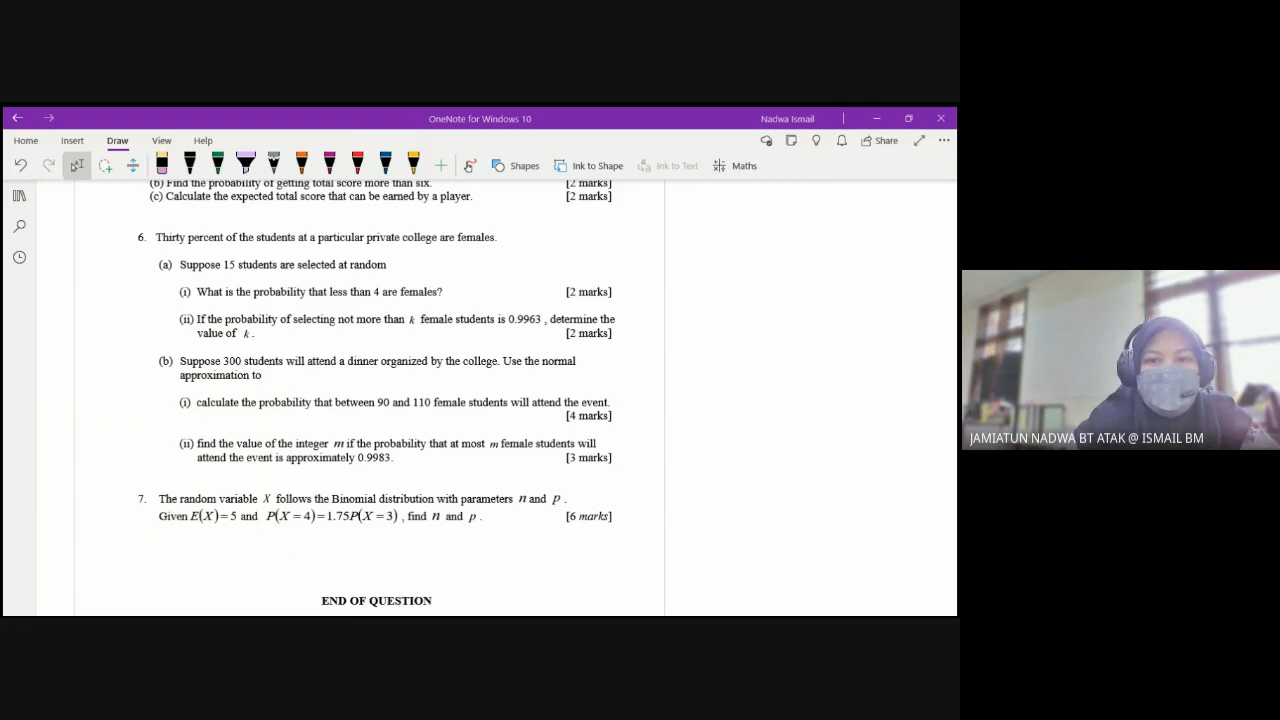 OneNote for Windows 10
Nadwa Ismail
Home Insert Draw View Help
Share
Shapes Ink to Shape Ink to Text Maths
(b) Find the probability of getting total score more than six. [2 marks]
(c) Calculate the expected total score that can be earned by a player. [2 marks]
6. Thirty percent of the students at a particular private college are females.
(a) Suppose 15 students are selected at random
(i) What is the probability that less than 4 are females? [2 marks]
(ii) If the probability of selecting not more than k female students is 0.9963 , determine the
value of k . [2 marks]
(b) Suppose 300 students will attend a dinner organized by the college. Use the normal
approximation to
(i) calculate the probability that between 90 and 110 female students will attend the event.
[4 marks]
(ii) find the value of the integer m if the probability that at most m female students will
attend the event is approximately 0.9983. [3 marks]
7. The random variable X follows the Binomial distribution with parameters n and p .
Given E(X) = 5 and P(X = 4) = 1.75P(X = 3) , find n and p . [6 marks]
END OF QUESTION
JAMIATUN NADWA BT ATAK @ ISMAIL BM